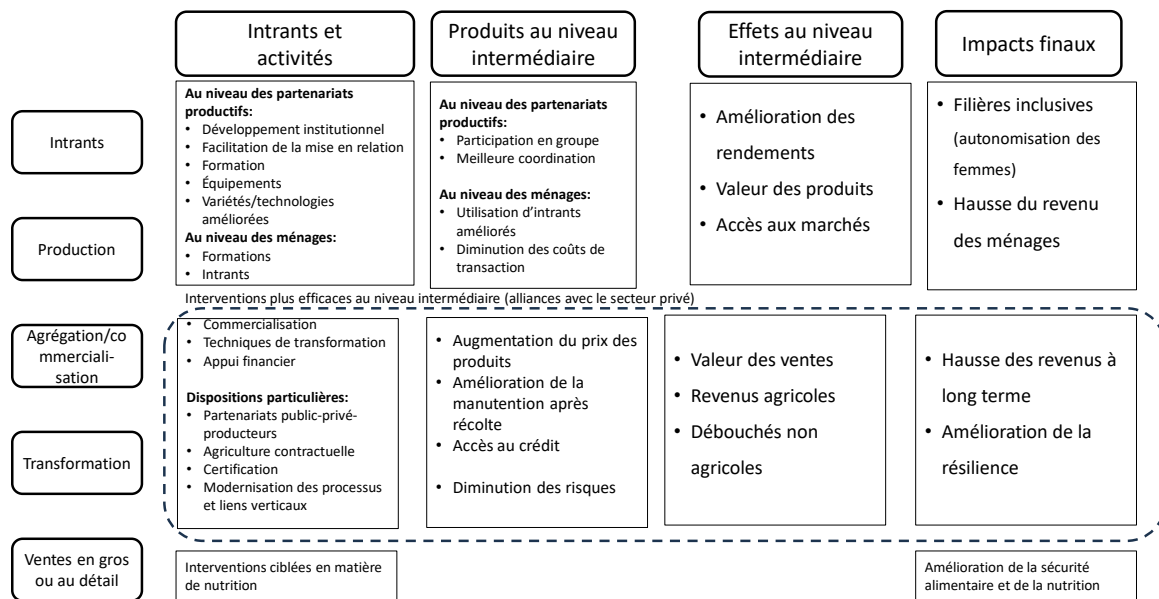 Intrants et
activités
Produits au niveau
intermédiaire
Effets au niveau
intermédiaire
Impacts finaux
Intrants
Production
Au niveau des partenariats
productifs:
• Développement institutionnel
• Facilitation de la mise en relation
• Formation
• Équipements
• Variétés/technologies
améliorées
Au niveau des ménages:
• Formations
• Intrants
Au niveau des partenariats
productifs:
• Participation en groupe
• Meilleure coordination
Au niveau des ménages:
• Utilisation d'intrants
améliorés
• Diminution des coûts de
transaction
• Amélioration des
rendements
• Valeur des produits
• Accès aux marchés
• Filières inclusives
(autonomisation des
femmes)
• Hausse du revenu
des ménages
Interventions plus efficaces au niveau intermédiaire (alliances avec le secteur privé)
Agrégation/co
mmerciali-
sation
Transformation
• Commercialisation
• Techniques de transformation
• Appui financier
Dispositions particulières:
• Partenariats public-privé-
producteurs
• Agriculture contractuelle
• Certification
• Modernisation des processus
et liens verticaux
• Augmentation du prix des
produits
• Amélioration de la
manutention après
récolte
• Accès au crédit
• Diminution des risques
• Valeur des ventes
• Revenus agricoles
• Débouchés non
agricoles
• Hausse des revenus à
long terme
• Amélioration de la
résilience
Ventes en gros
ou au détail
Interventions ciblées en matière
de nutrition
Amélioration de la sécurité
alimentaire et de la nutrition